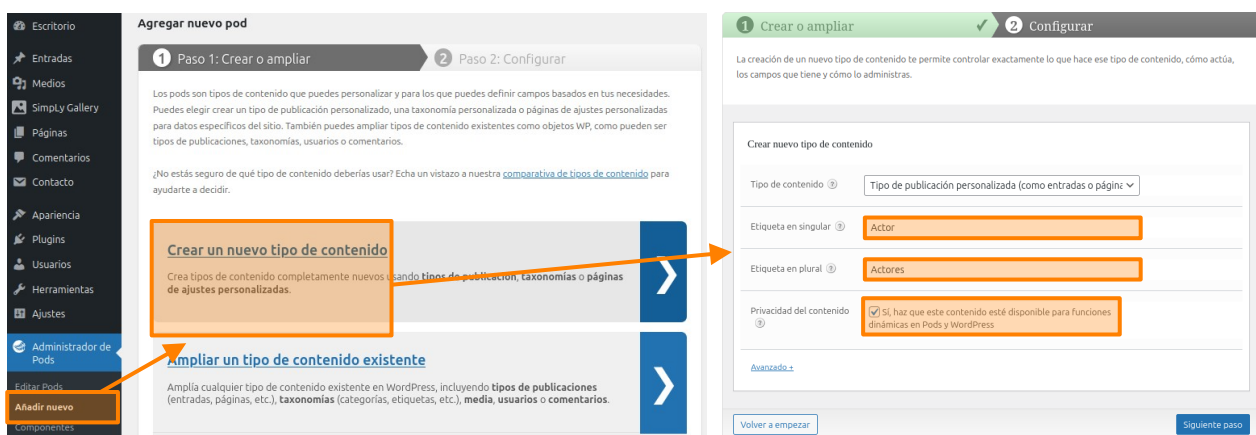 Escritorio
Entradas
Medios
SimpLy Gallery
Páginas
Comentarios
Contacto
Apariencia
Plugins
Usuarios
Herramientas
Ajustes
Administrador de
Pods
Editar Pods
Añadir nuevo
Componentes
Agregar nuevo pod
1 Paso 1: Crear o ampliar
2 Paso 2: Configurar
Los pods son tipos de contenido que puedes personalizar y para los que puedes definir campos basados en tus necesidades.
Puedes elegir crear un tipo de publicación personalizado, una taxonomía personalizada o páginas de ajustes personalizadas
para datos específicos del sitio. También puedes ampliar tipos de contenido existentes como objetos WP, como pueden ser
tipos de publicaciones, taxonomías, usuarios o comentarios.
¿No estás seguro de qué tipo de contenido deberías usar? Echa un vistazo a nuestra comparativa de tipos de contenido para
ayudarte a decidir.
Crear un nuevo tipo de contenido
Crea tipos de contenido completamente nuevos usando tipos de publicación, taxonomías o páginas
de ajustes personalizadas.
Ampliar un tipo de contenido existente
Amplía cualquier tipo de contenido existente en WordPress, incluyendo tipos de publicaciones
(entradas, páginas, etc.), taxonomías (categorías, etiquetas, etc.), media, usuarios o comentarios.
1 Crear o ampliar
2 Configurar
La creación de un nuevo tipo de contenido te permite controlar exactamente lo que hace ese tipo de contenido, cómo actúa,
los campos que tiene y cómo lo administras.
Crear nuevo tipo de contenido
Tipo de contenido ?
Tipo de publicación personalizada (como entradas o página
Etiqueta en singular ?
Actor
Etiqueta en plural ?
Actores
Privacidad del contenido
?
Sí, haz que este contenido esté disponible para funciones
dinámicas en Pods y WordPress
Avanzado +
Volver a empezar
Siguiente paso